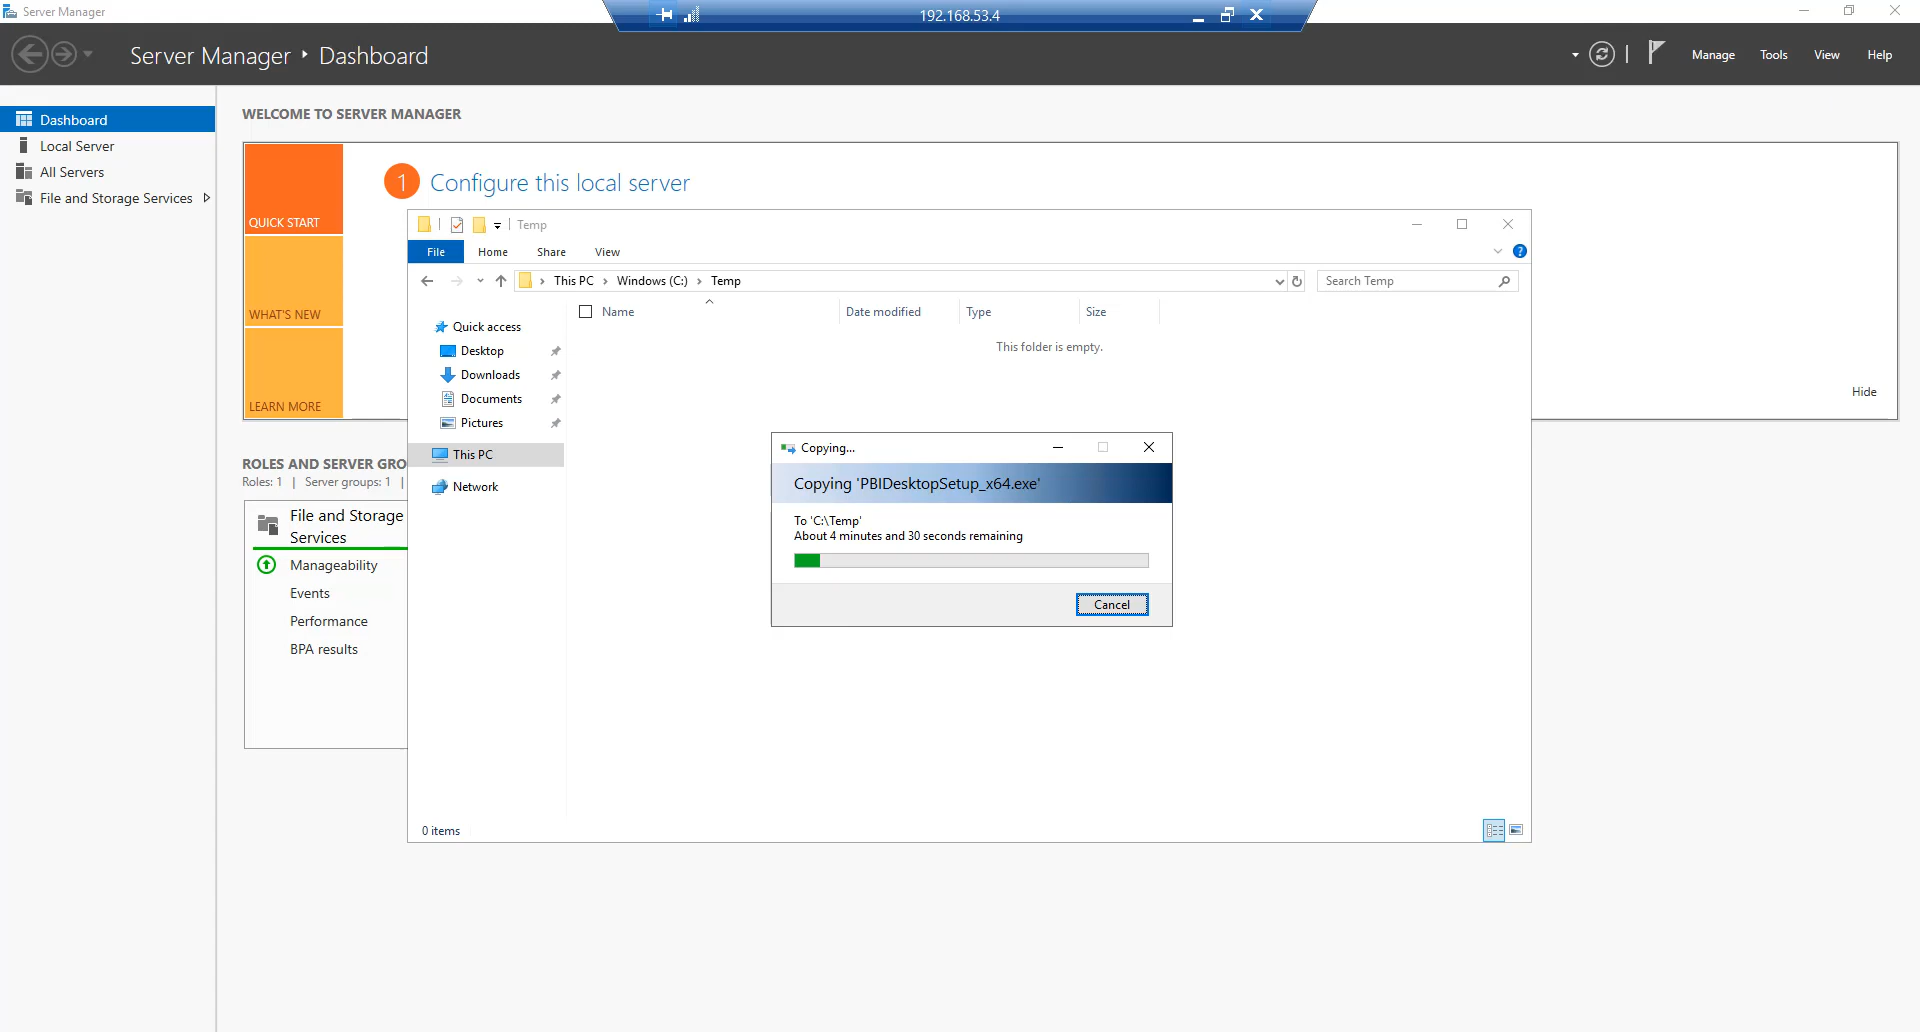 Server Manager
192.168.53.4
Server Manager ‣ Dashboard
Manage Tools View Help
Dashboard
Local Server
All Servers
File and Storage Services
WELCOME TO SERVER MANAGER
QUICK START
WHAT'S NEW
LEARN MORE
1 Configure this local server
Hide
ROLES AND SERVER GRO
Roles: 1 | Server groups: 1 |
File and Storage
Services
Manageability
Events
Performance
BPA results
Temp
File Home Share View
This PC › Windows (C:) › Temp
Search Temp
Name Date modified Type Size
This folder is empty.
Quick access
Desktop
Downloads
Documents
Pictures
This PC
Network
0 items
Copying...
Copying 'PBIDesktopSetup_x64.exe'
To 'C:\Temp'
About 4 minutes and 30 seconds remaining
Cancel